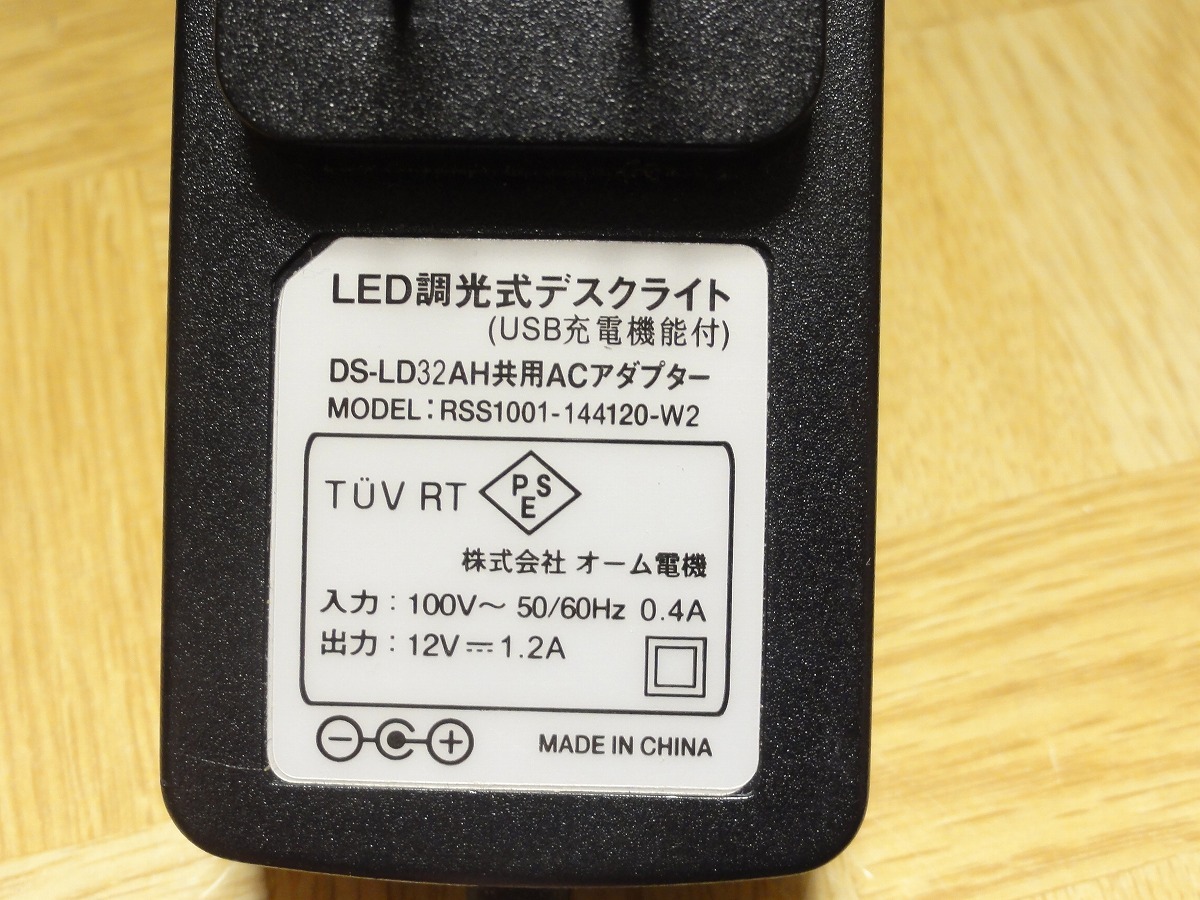 LED調光式デスクライト
(USB充電機能付)
DS-LD32AH共用ACアダプター
MODEL：RSS1001-144120-W2
TÜV RT PSE
株式会社 オーム電機
入力：100V～ 50/60Hz 0.4A
出力：12V⎓1.2A
MADE IN CHINA